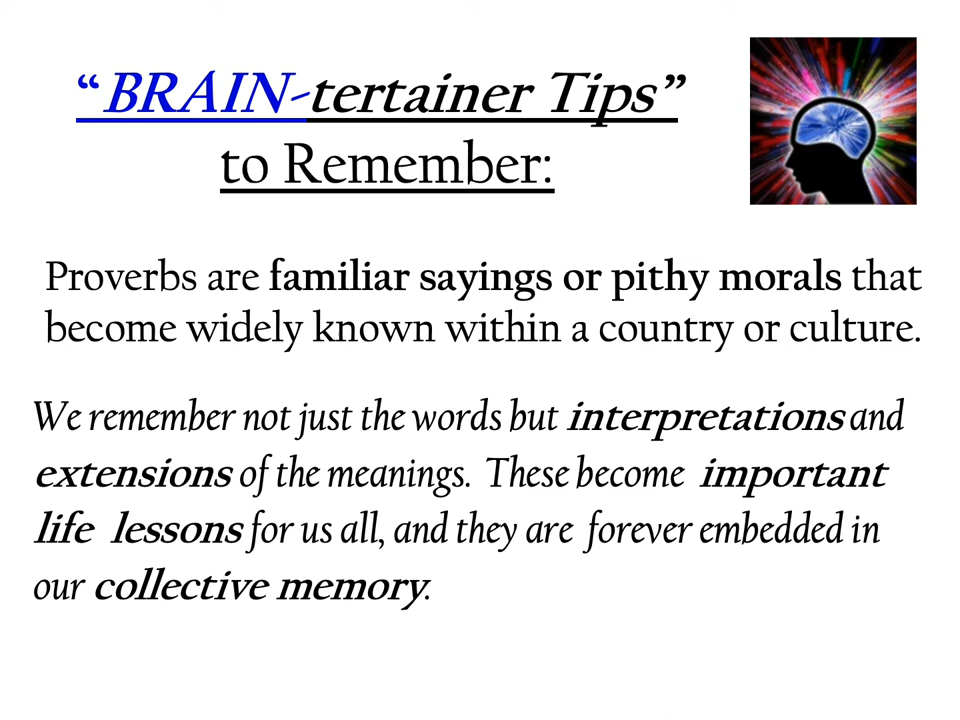 “BRAIN-tertainer Tips”
to Remember:
Proverbs are familiar sayings or pithy morals that
become widely known within a country or culture.
We remember not just the words but interpretations and
extensions of the meanings. These become important
life lessons for us all, and they are forever embedded in
our collective memory.